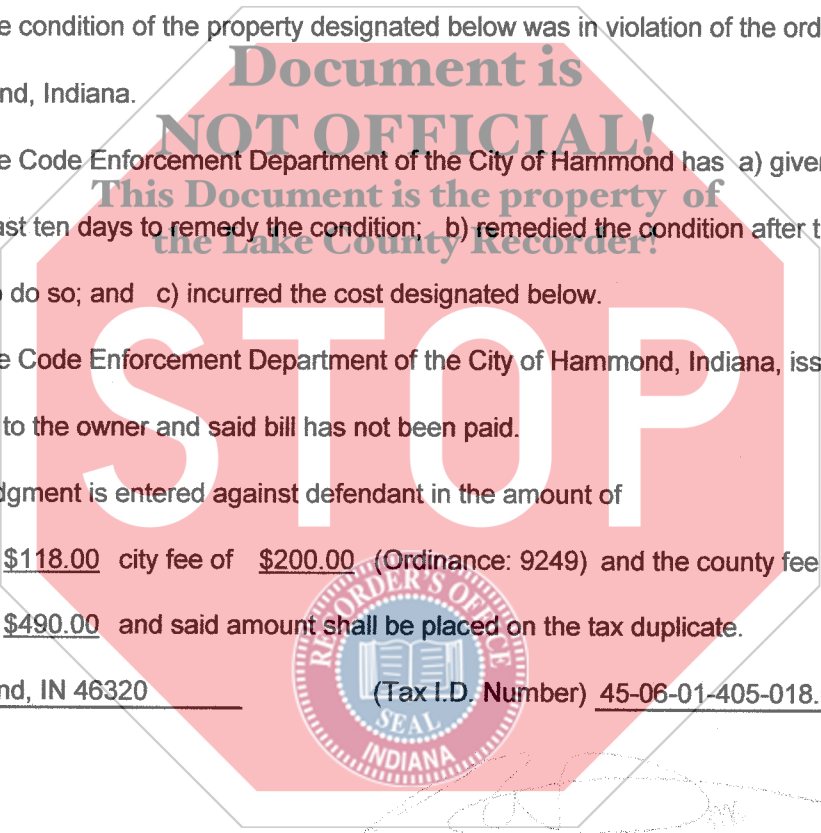 e condition of the property designated below was in violation of the ord
Document is
nd, Indiana.
NOT OFFICIAL!
e Code Enforcement Department of the City of Hammond has a) given
This Document is the property of
ast ten days to remedy the condition; b) remedied the condition after t
the Lake County Recorder!
o do so; and c) incurred the cost designated below.
STOP
e Code Enforcement Department of the City of Hammond, Indiana, iss
to the owner and said bill has not been paid.
dgment is entered against defendant in the amount of
$118.00 city fee of $200.00 (Ordinance: 9249) and the county fee
$490.00 and said amount shall be placed on the tax duplicate.
nd, IN 46320 (Tax I.D. Number) 45-06-01-405-018.
RECORDER'S OFFICE
SEAL
INDIANA